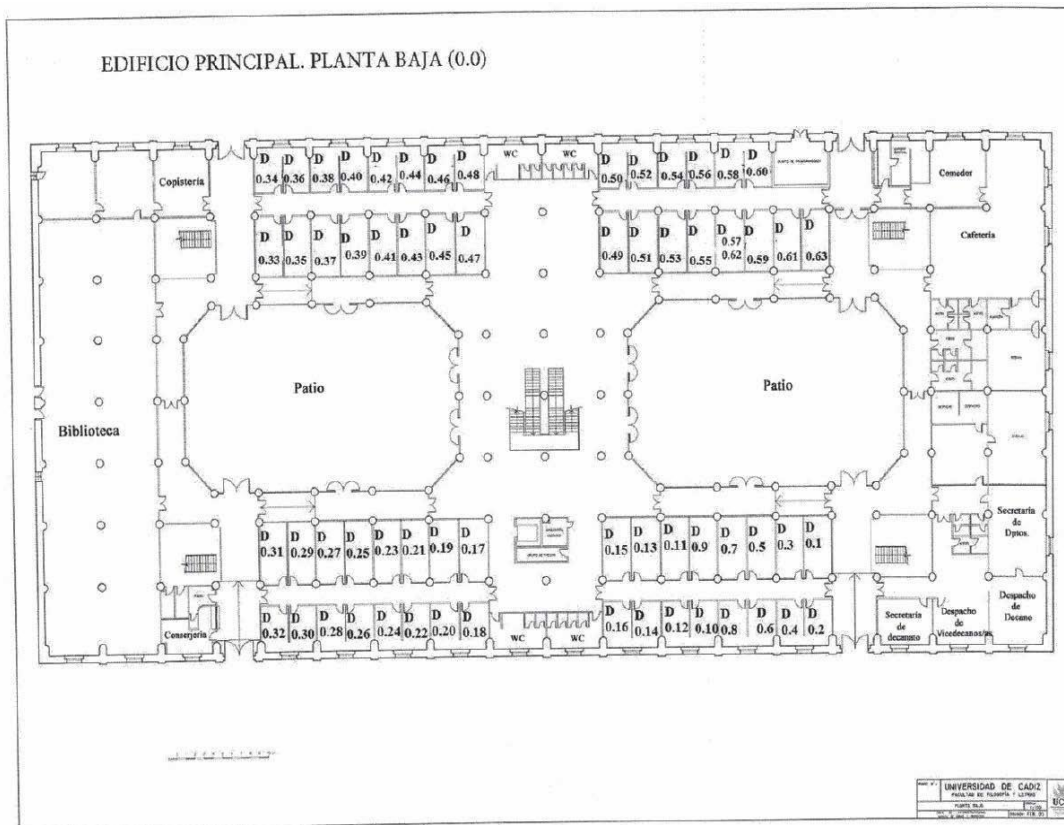 EDIFICIO PRINCIPAL. PLANTA BAJA (0.0)
Copistería
D 0.34
D 0.36
D 0.38
D 0.40
D 0.42
D 0.44
D 0.46
D 0.48
WC
WC
D 0.50
D 0.52
D 0.54
D 0.56
D 0.58
D 0.60
Comedor
D 0.33
D 0.35
D 0.37
D 0.39
D 0.41
D 0.43
D 0.45
D 0.47
D 0.49
D 0.51
D 0.53
D 0.55
D 0.57 0.62
D 0.59
D 0.61
D 0.63
Cafetería
Patio
Patio
Biblioteca
D 0.31
D 0.29
D 0.27
D 0.25
D 0.23
D 0.21
D 0.19
D 0.17
D 0.15
D 0.13
D 0.11
D 0.9
D 0.7
D 0.5
D 0.3
D 0.1
Secretaría
de
Dptos.
Conserjería
D 0.32
D 0.30
D 0.28
D 0.26
D 0.24
D 0.22
D 0.20
D 0.18
WC
WC
D 0.16
D 0.14
D 0.12
D 0.10
D 0.8
D 0.6
D 0.4
D 0.2
Secretaría
de
decanato
Despacho
de
Vicedecanos/as
Despacho
de
Decano
UNIVERSIDAD DE CADIZ
FACULTAD DE FILOSOFIA Y LETRAS
PLANTA BAJA
UC